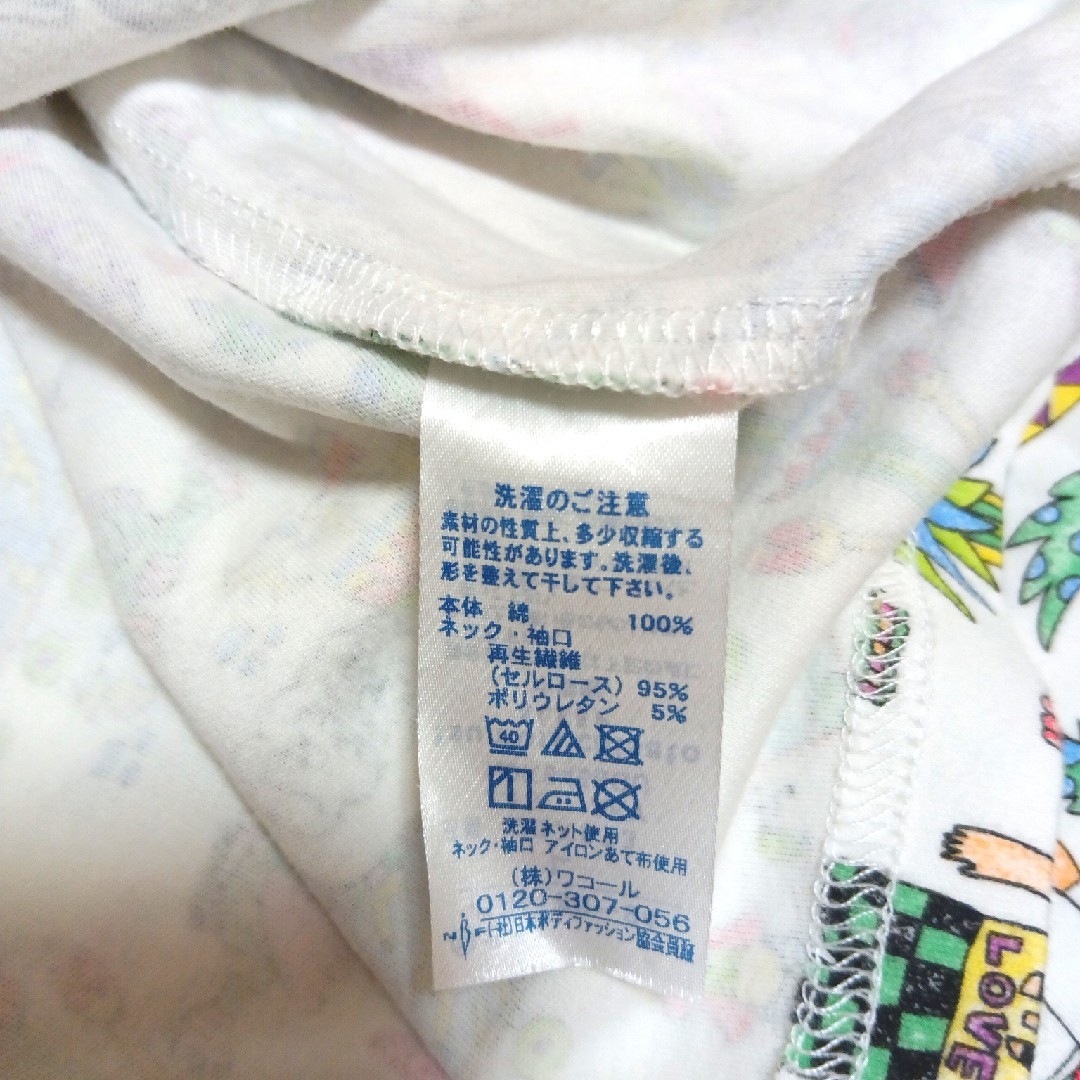 洗濯のご注意
素材の性質上、多少収縮する
可能性があります。洗濯後、
形を整えて干して下さい。
本体 綿 100%
ネック・袖口
再生繊維
(セルロース) 95%
ポリウレタン 5%
40
洗濯ネット使用
ネック・袖口 アイロンあて布使用
(株)ワコール
0120-307-056
(一社)日本ボディファッション協会会員証
LOVE